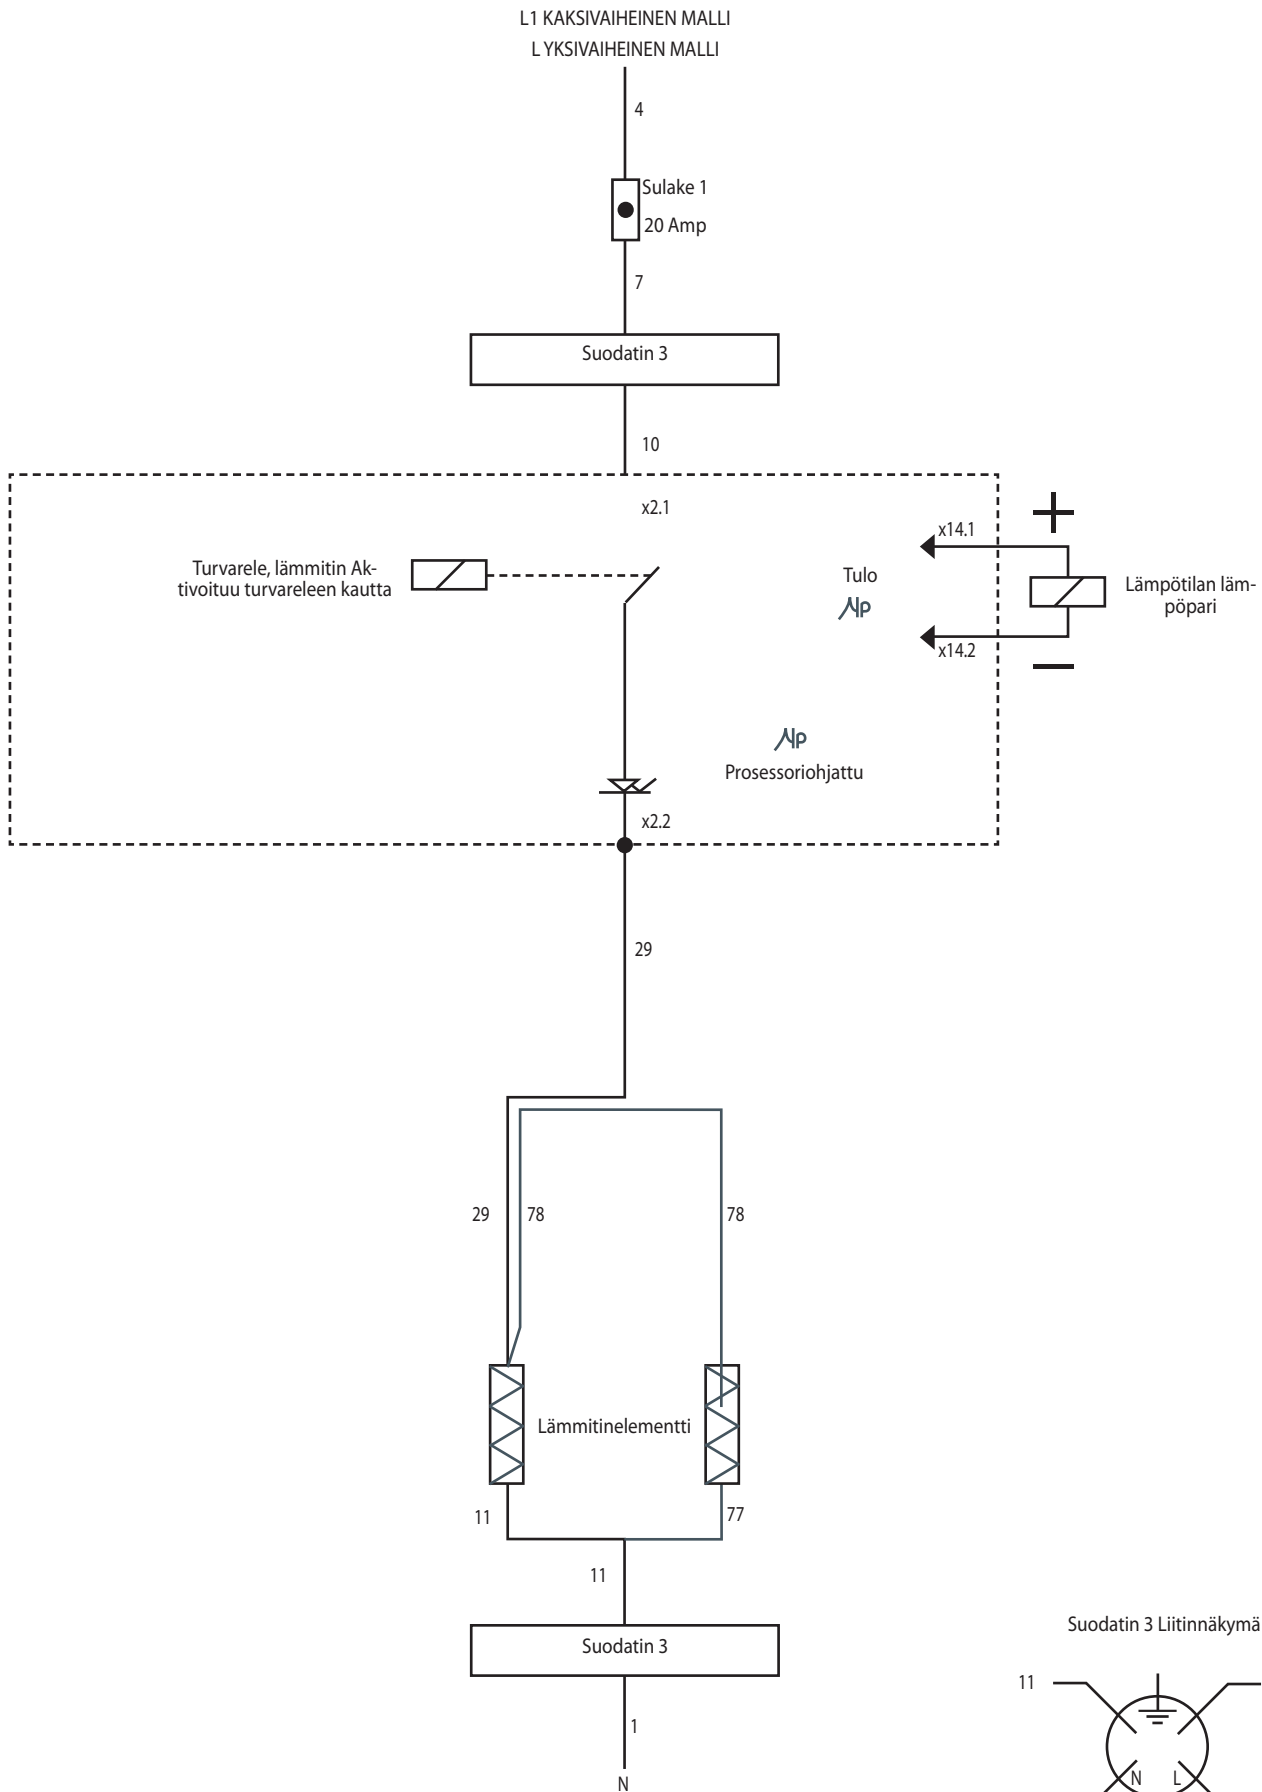 L1 KAKSIVAIHEINEN MALLI
L YKSIVAIHEINEN MALLI
4
Sulake 1
20 Amp
7
Suodatin 3
10
x2.1
x14.1
Turvarele, lämmitin Ak-
tivoituu turvareleen kautta
Tulo
Lämpötilan läm-
pöpari
x14.2
Prosessoriohjattu
x2.2
29
29
78
78
Lämmitinelementti
11
77
11
Suodatin 3
Suodatin 3 Liitinnäkymä
11
1
N
L
N